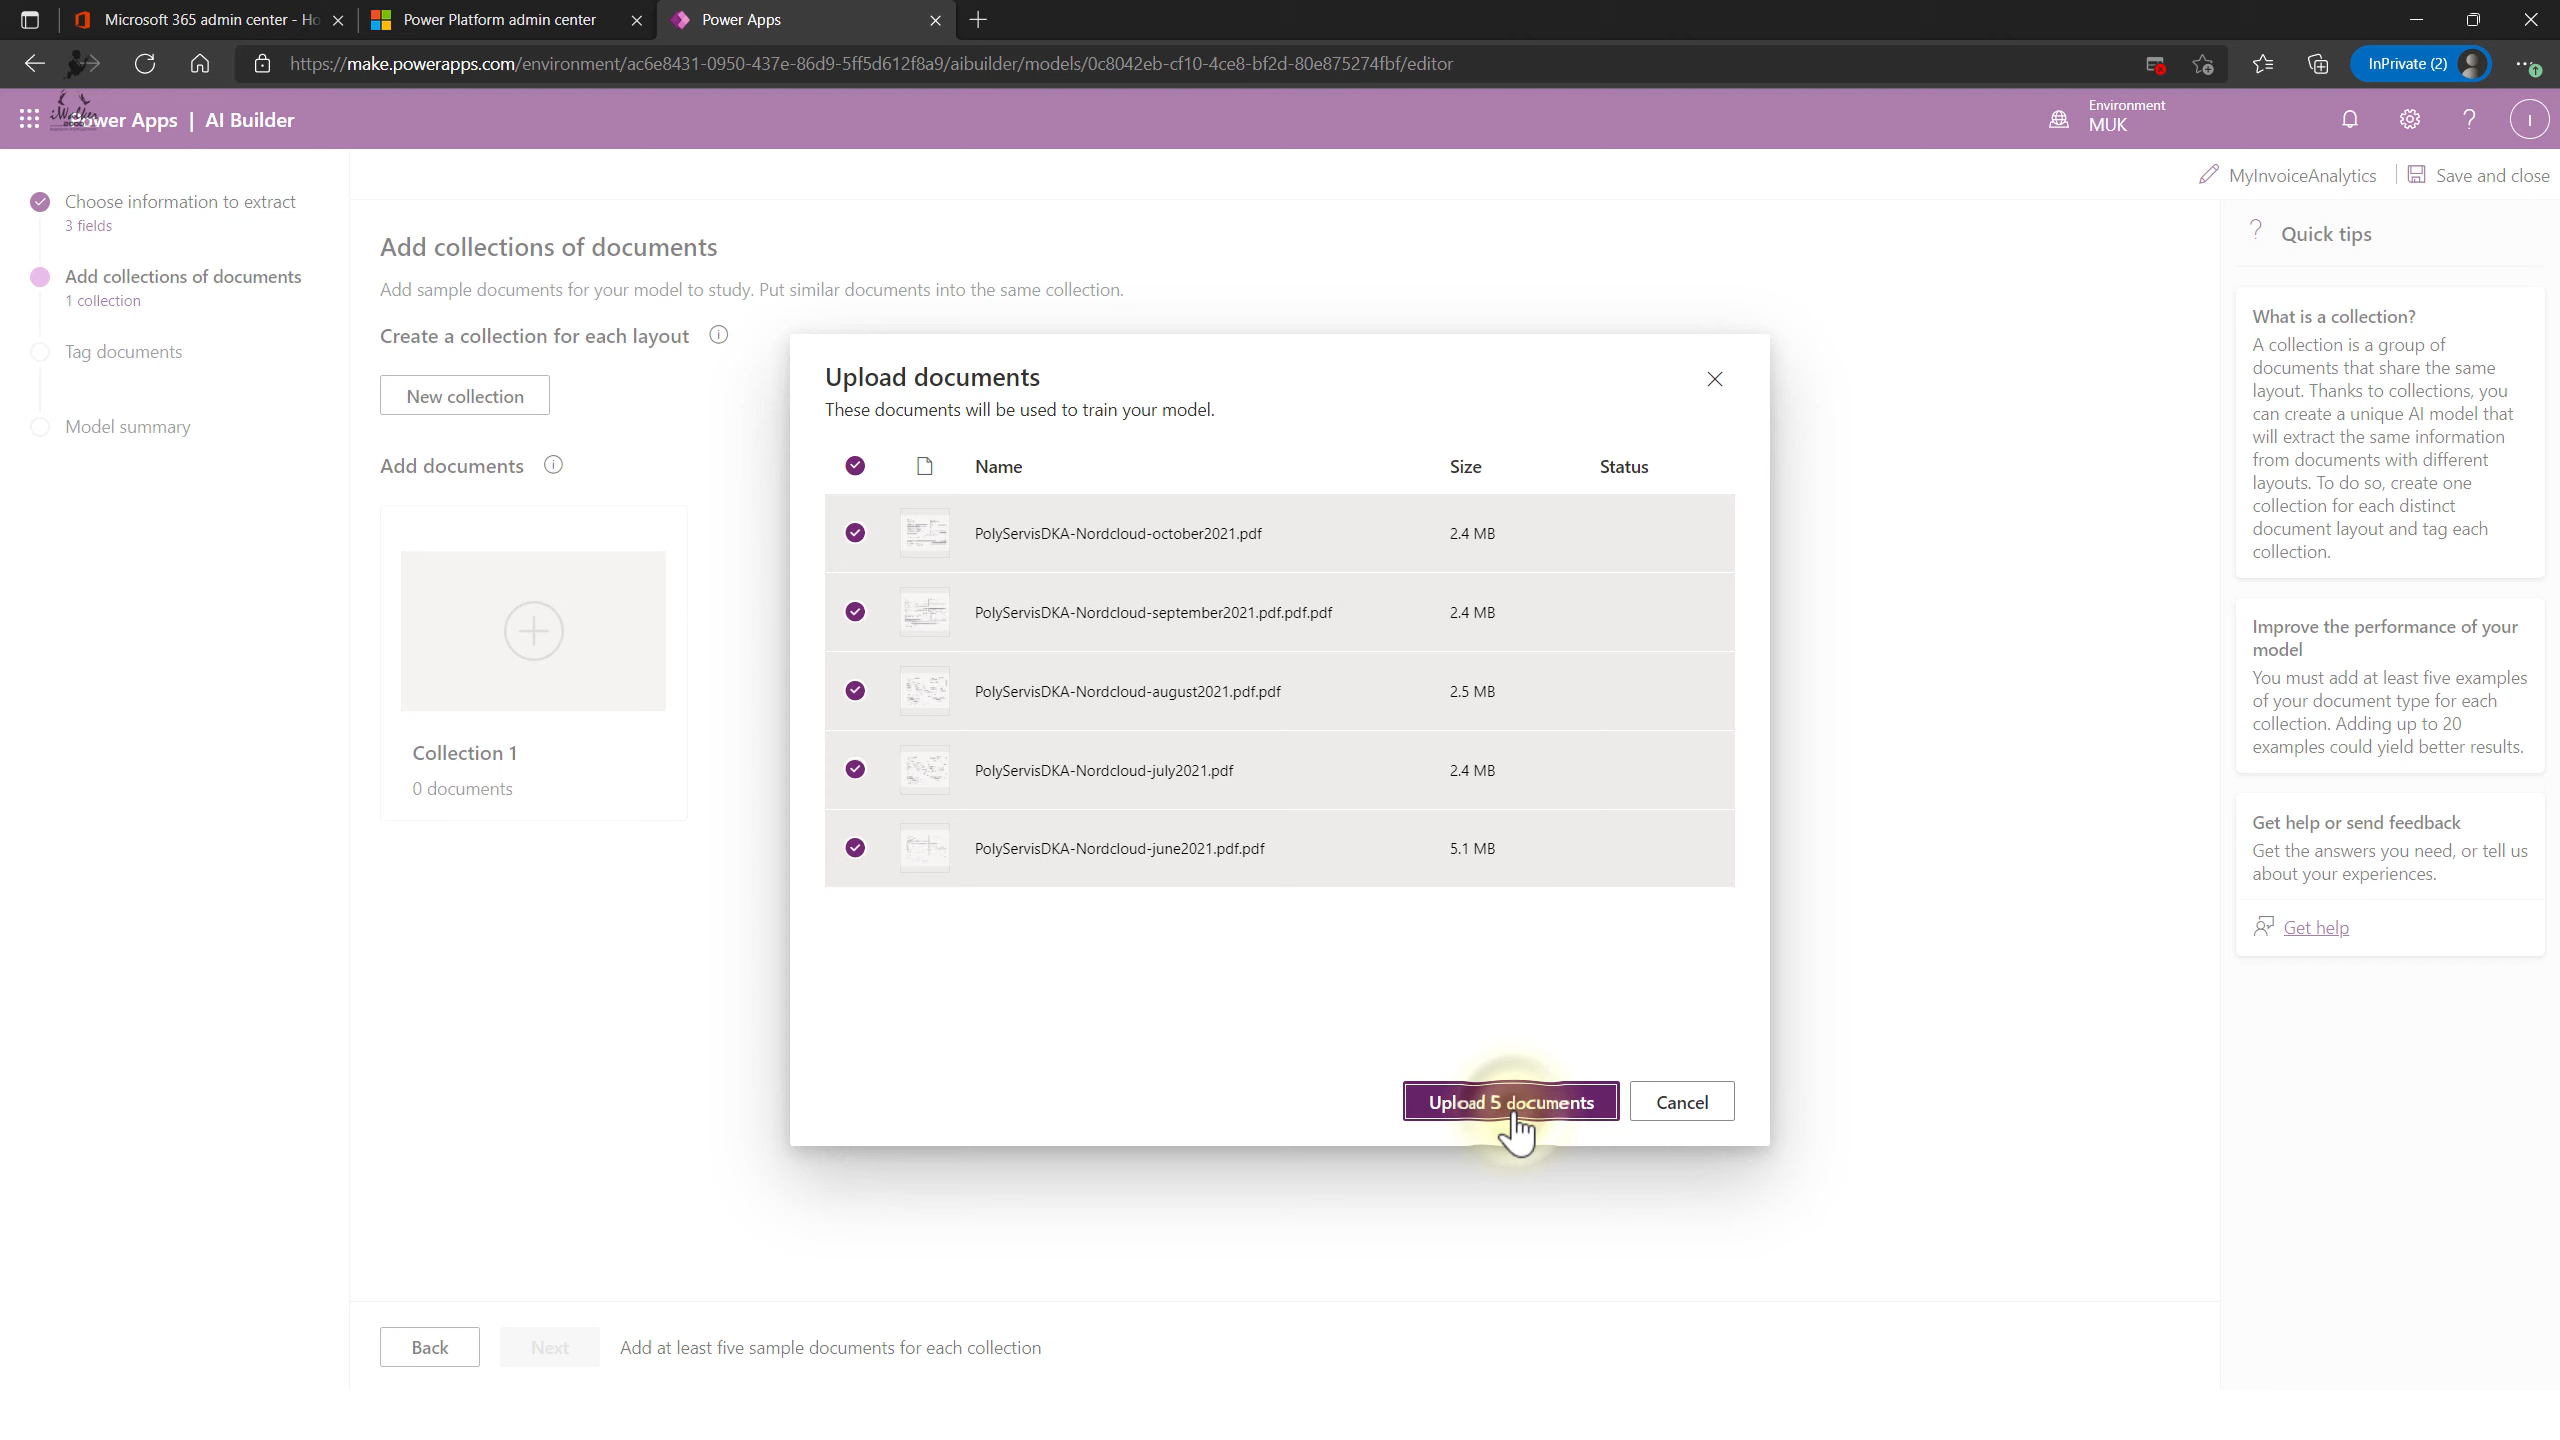 Microsoft 365 admin center - Ho
Power Platform admin center
Power Apps
https://make.powerapps.com/environment/ac6e8431-0950-437e-86d9-5ff5d612f8a9/aibuilder/models/0c8042eb-cf10-4ce8-bf2d-80e875274fbf/editor
InPrivate (2)
Power Apps | AI Builder
Environment
MUK
I
MyInvoiceAnalytics
Save and close
Choose information to extract
3 fields
Add collections of documents
1 collection
Tag documents
Model summary
Add collections of documents
Add sample documents for your model to study. Put similar documents into the same collection.
Create a collection for each layout
New collection
Add documents
Collection 1
0 documents
Upload documents
These documents will be used to train your model.
Name Size Status
PolyServisDKA-Nordcloud-october2021.pdf 2.4 MB
PolyServisDKA-Nordcloud-september2021.pdf.pdf.pdf 2.4 MB
PolyServisDKA-Nordcloud-august2021.pdf.pdf 2.5 MB
PolyServisDKA-Nordcloud-july2021.pdf 2.4 MB
PolyServisDKA-Nordcloud-june2021.pdf.pdf 5.1 MB
Upload 5 documents
Cancel
Quick tips
What is a collection?
A collection is a group of
documents that share the same
layout. Thanks to collections, you
can create a unique AI model that
will extract the same information
from documents with different
layouts. To do so, create one
collection for each distinct
document layout and tag each
collection.
Improve the performance of your
model
You must add at least five examples
of your document type for each
collection. Adding up to 20
examples could yield better results.
Get help or send feedback
Get the answers you need, or tell us
about your experiences.
Get help
Back
Next
Add at least five sample documents for each collection